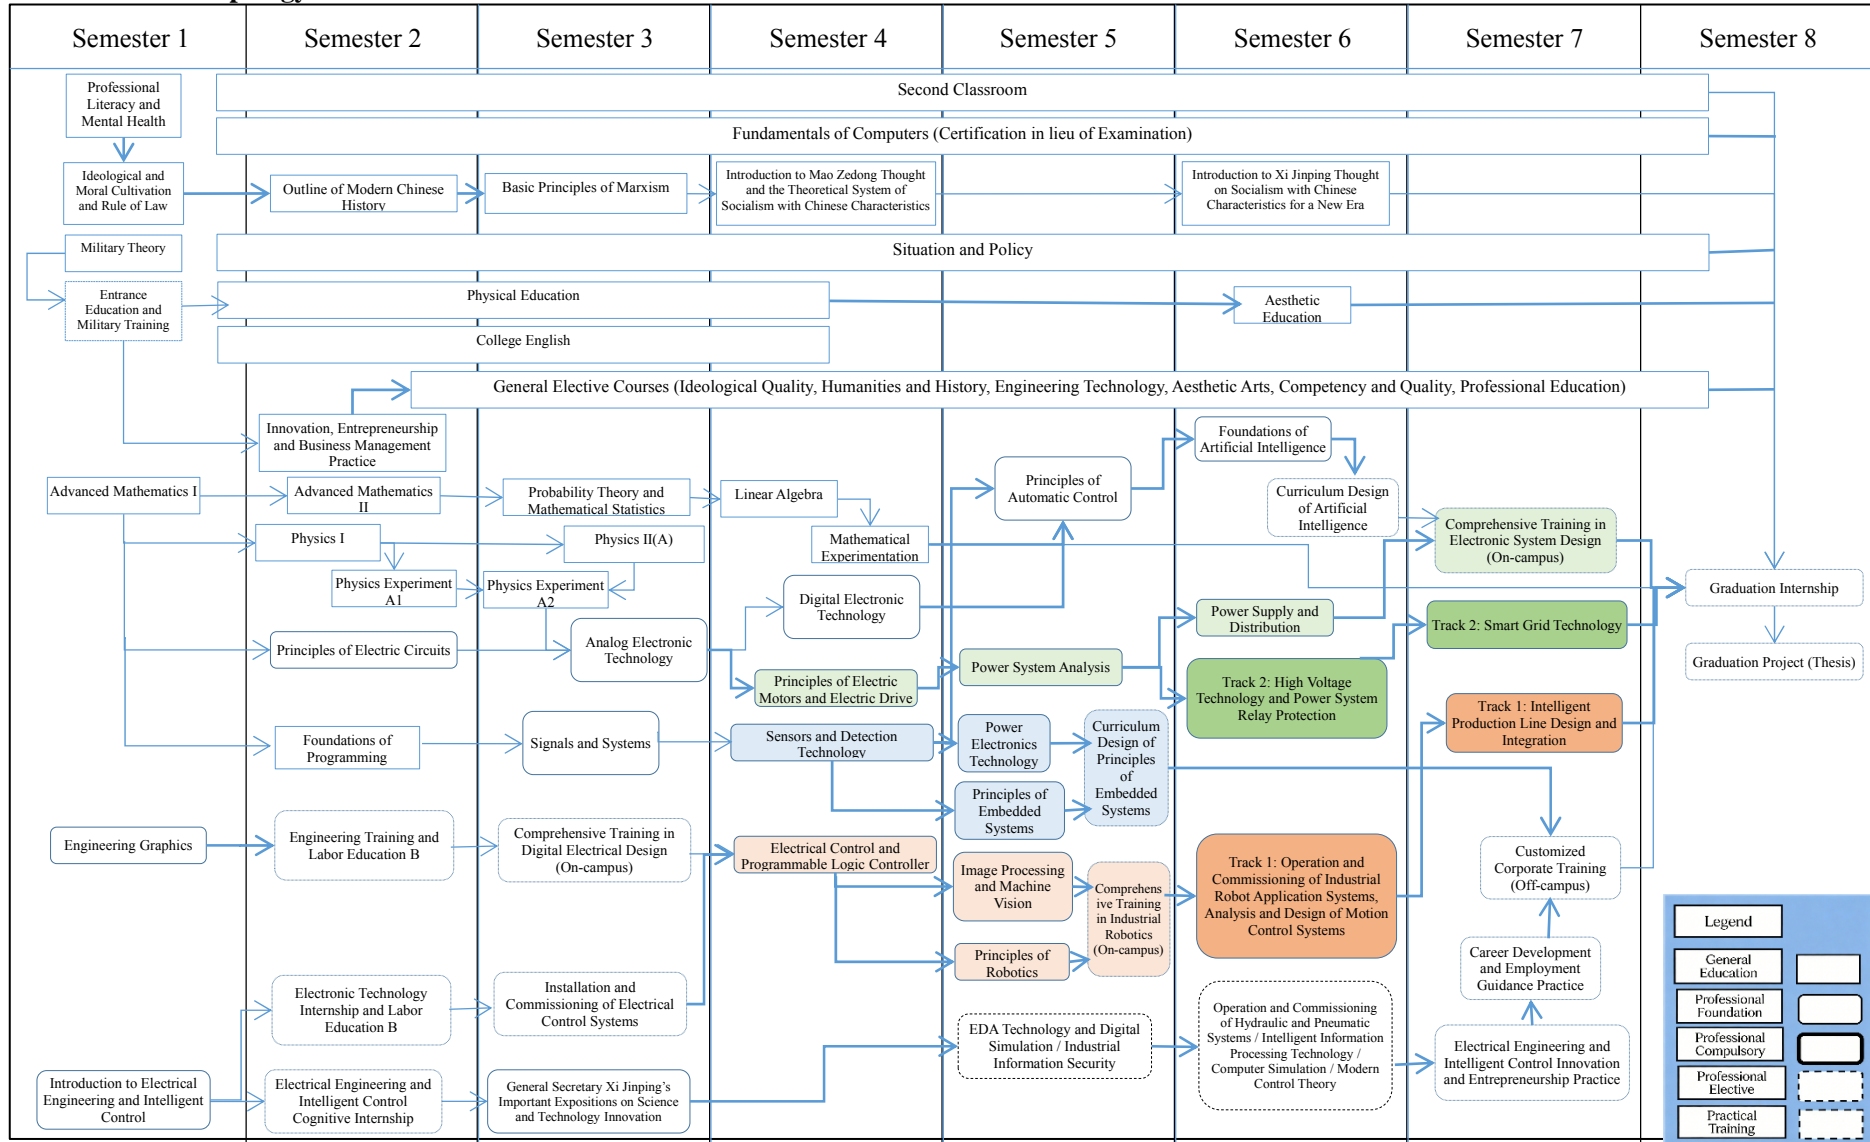 Semester 1
Semester 2
Semester 3
Semester 4
Semester 5
Semester 6
Semester 7
Semester 8
Professional
Literacy and
Mental Health
Second Classroom
Fundamentals of Computers (Certification in lieu of Examination)
Ideological and
Moral Cultivation
and Rule of Law
Outline of Modern Chinese
History
Basic Principles of Marxism
Introduction to Mao Zedong Thought
and the Theoretical System of
Socialism with Chinese Characteristics
Introduction to Xi Jinping Thought
on Socialism with Chinese
Characteristics for a New Era
Military Theory
Situation and Policy
Entrance
Education and
Military Training
Physical Education
Aesthetic
Education
College English
General Elective Courses (Ideological Quality, Humanities and History, Engineering Technology, Aesthetic Arts, Competency and Quality, Professional Education)
Innovation, Entrepreneurship
and Business Management
Practice
Foundations of
Artificial Intelligence
Advanced Mathematics I
Advanced Mathematics
II
Probability Theory and
Mathematical Statistics
Linear Algebra
Principles of
Automatic Control
Curriculum Design
of Artificial
Intelligence
Physics I
Physics II(A)
Mathematical
Experimentation
Comprehensive Training in
Electronic System Design
(On-campus)
Physics Experiment
A1
Physics Experiment
A2
Digital Electronic
Technology
Power Supply and
Distribution
Graduation Internship
Principles of Electric Circuits
Analog Electronic
Technology
Track 2: Smart Grid Technology
Principles of Electric
Motors and Electric Drive
Power System Analysis
Track 2: High Voltage
Technology and Power System
Relay Protection
Graduation Project (Thesis)
Track 1: Intelligent
Production Line Design and
Integration
Foundations of
Programming
Signals and Systems
Sensors and Detection
Technology
Power
Electronics
Technology
Curriculum
Design of
Principles
of
Embedded
Systems
Principles of
Embedded
Systems
Engineering Graphics
Engineering Training and
Labor Education B
Comprehensive Training in
Digital Electrical Design
(On-campus)
Electrical Control and
Programmable Logic Controller
Image Processing
and Machine
Vision
Comprehens
ive Training
in Industrial
Robotics
(On-campus)
Track 1: Operation and
Commissioning of Industrial
Robot Application Systems,
Analysis and Design of Motion
Control Systems
Customized
Corporate Training
(Off-campus)
Principles of
Robotics
Career Development
and Employment
Guidance Practice
Electronic Technology
Internship and Labor
Education B
Installation and
Commissioning of Electrical
Control Systems
EDA Technology and Digital
Simulation / Industrial
Information Security
Operation and Commissioning
of Hydraulic and Pneumatic
Systems / Intelligent Information
Processing Technology /
Computer Simulation / Modern
Control Theory
Electrical Engineering and
Intelligent Control Innovation
and Entrepreneurship Practice
Introduction to Electrical
Engineering and Intelligent
Control
Electrical Engineering and
Intelligent Control
Cognitive Internship
General Secretary Xi Jinping’s
Important Expositions on Science
and Technology Innovation
Legend
General
Education
Professional
Foundation
Professional
Compulsory
Professional
Elective
Practical
Training